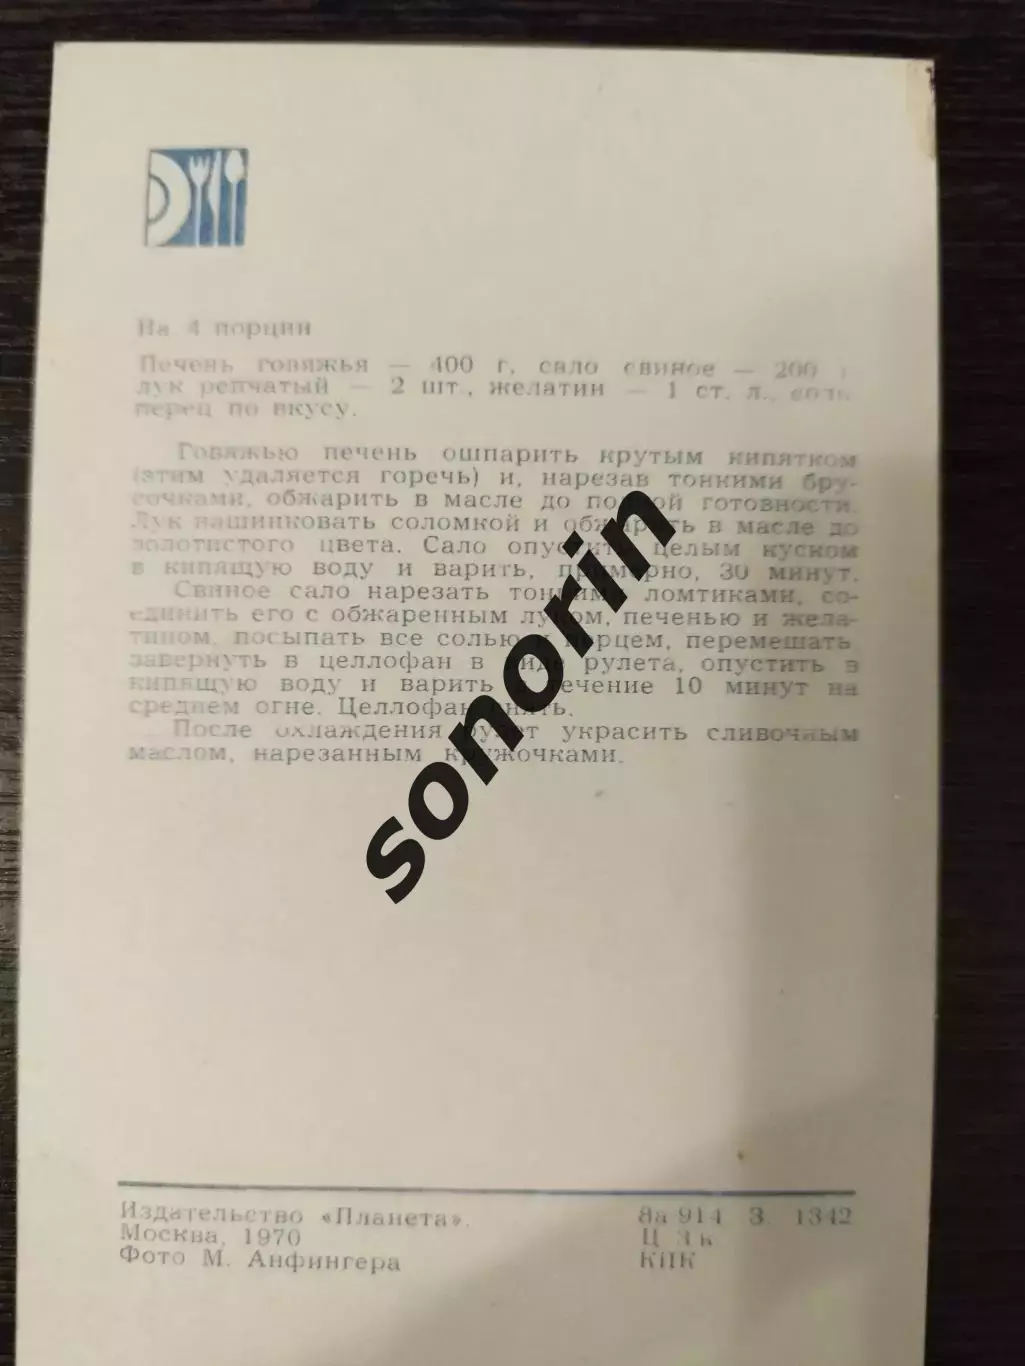 На 4 порции
Печень говяжья — 400 г, сало свиное — 200 г
лук репчатый — 2 шт., желатин — 1 ст. л., соль
перец по вкусу.
Говяжью печень ошпарить крутым кипятком
(этим удаляется горечь) и, нарезав тонкими бру-
сочками, обжарить в масле до полной готовности.
Лук нашинковать соломкой и обжарить в масле до
золотистого цвета. Сало опустить целым куском
в кипящую воду и варить, примерно, 30 минут.
Свиное сало нарезать тонкими ломтиками, со-
единить его с обжаренным луком, печенью и жела-
тином, посыпать все солью и перцем, перемешать
завернуть в целлофан в виде рулета, опустить в
кипящую воду и варить в течение 10 минут на
среднем огне. Целлофан снять.
После охлаждения рулет украсить сливочным
маслом, нарезанным кружочками.
sonorin
Издательство «Планета».
Москва, 1970
Фото М. Анфингера
8а 914 З. 1342
Ц 3 к
КПК